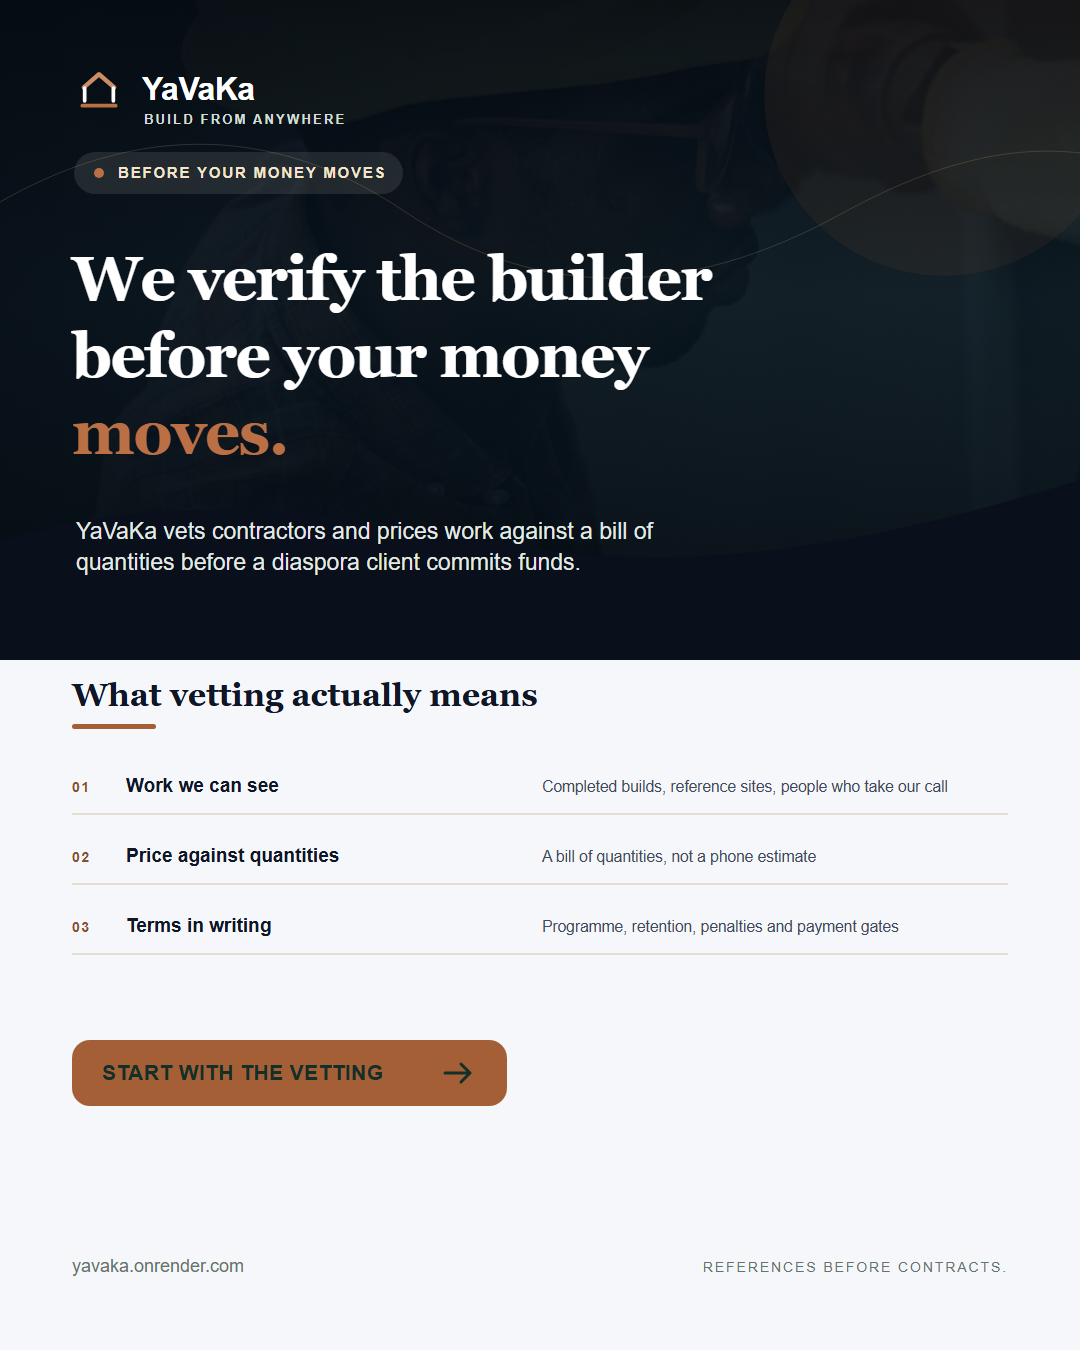 YaVaKa
BUILD FROM ANYWHERE
BEFORE YOUR MONEY MOVES
We verify the builder
before your money
moves.
YaVaKa vets contractors and prices work against a bill of
quantities before a diaspora client commits funds.
What vetting actually means
01 Work we can see Completed builds, reference sites, people who take our call
02 Price against quantities A bill of quantities, not a phone estimate
03 Terms in writing Programme, retention, penalties and payment gates
START WITH THE VETTING
yavaka.onrender.com REFERENCES BEFORE CONTRACTS.